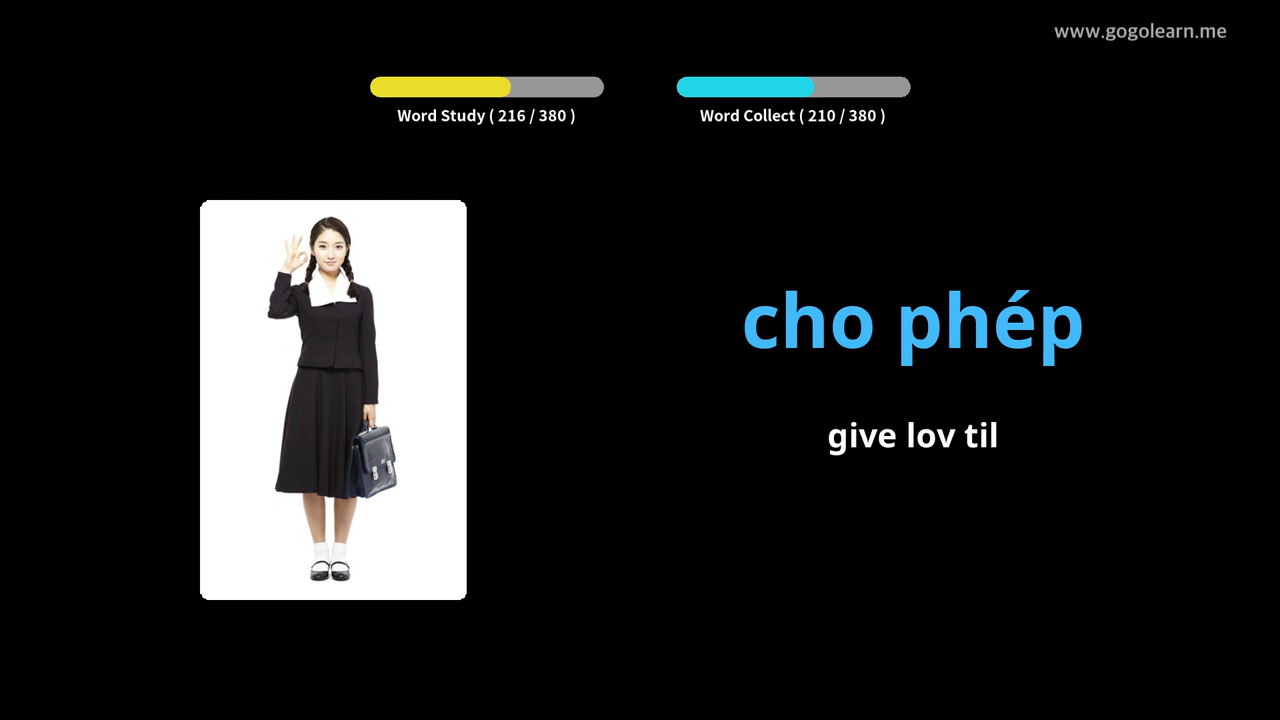 www.gogolearn.me
Word Study ( 216 / 380 )
Word Collect ( 210 / 380 )
cho phép
give lov til